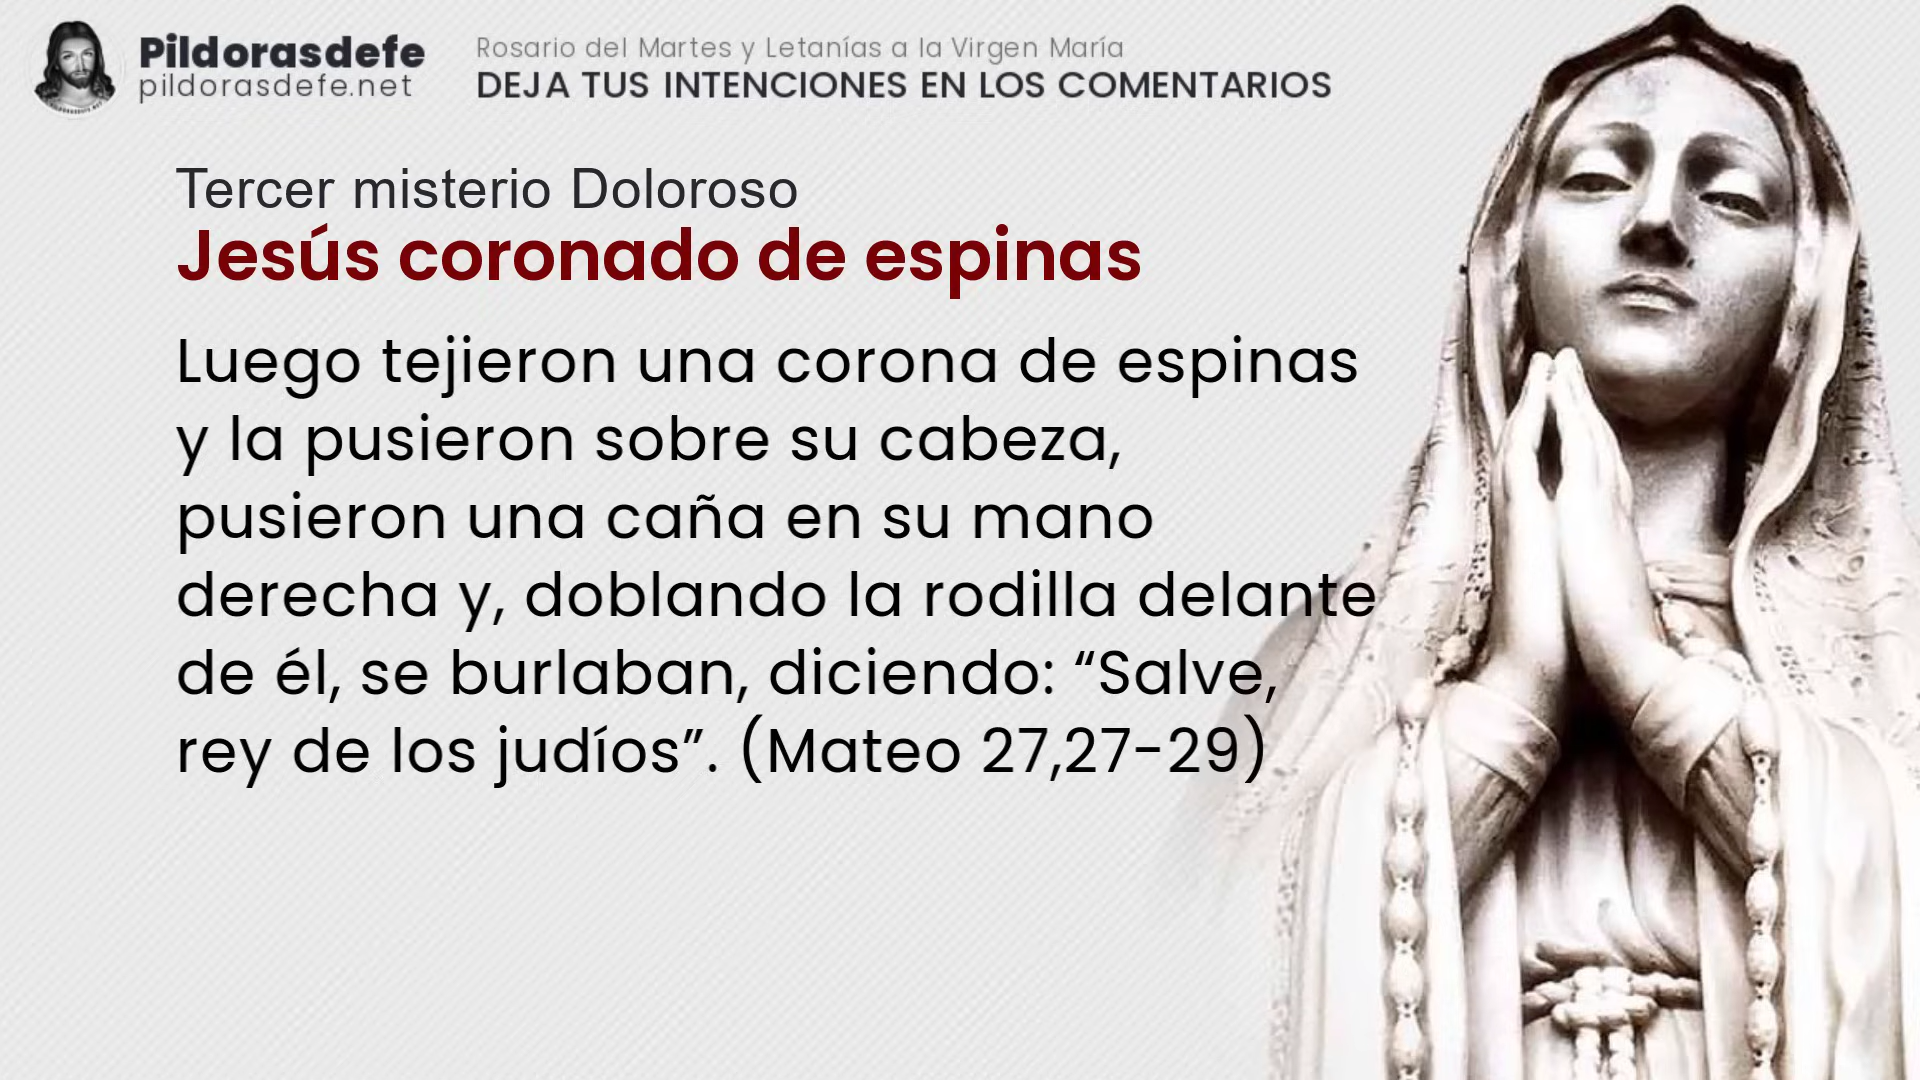 Pildorasdefe
pildorasdefe.net
Rosario del Martes y Letanías a la Virgen María
DEJA TUS INTENCIONES EN LOS COMENTARIOS
Tercer misterio Doloroso
Jesús coronado de espinas
Luego tejieron una corona de espinas
y la pusieron sobre su cabeza,
pusieron una caña en su mano
derecha y, doblando la rodilla delante
de él, se burlaban, diciendo: “Salve,
rey de los judíos”. (Mateo 27,27-29)